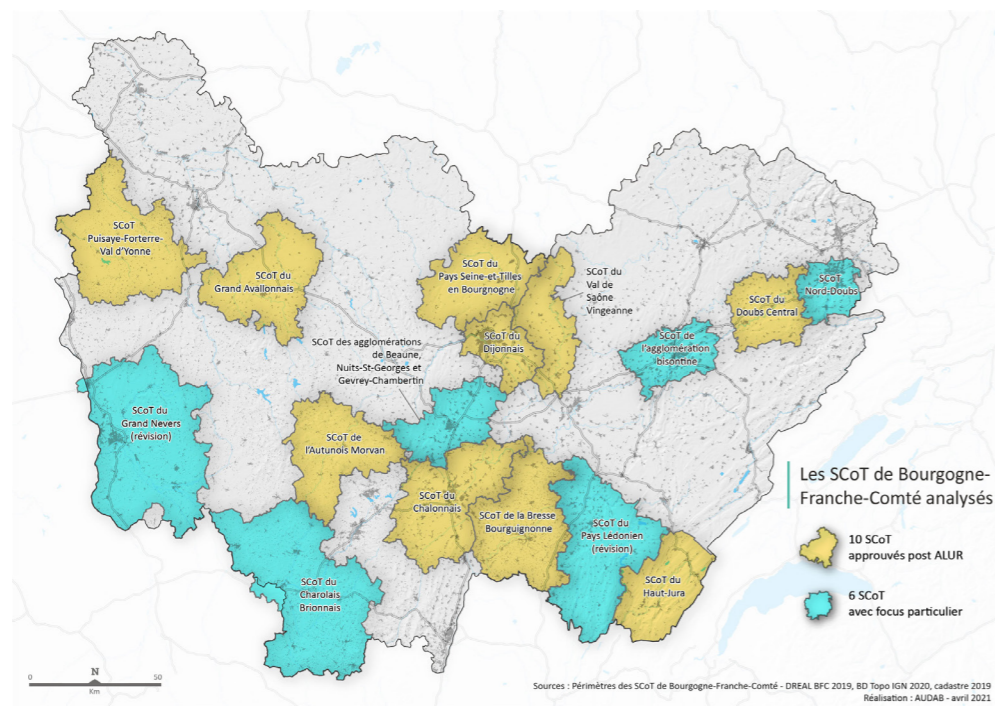 SCoT
Puisaye-Forterre-
Val d'Yonne
SCoT du
Grand Avallonnais
SCoT du
Pays Seine-et Tilles
en Bourgnogne
SCoT du
Val de
Saône
Vingeanne
SCoT
Nord-Doubs
SCoT du
Doubs Central
SCoT du
Dijonnais
SCoT de
l'agglomération
bisontine
SCoT des agglomérations
de Beaune,
Nuits-St-Georges et
Gevrey-Chambertin
SCoT du
Grand Nevers
(révision)
SCoT de
l'Autunois Morvan
SCoT du
Chalonnais
SCoT de la Bresse
Bourguignonne
SCoT du
Pays Lédonien
(révision)
SCoT du
Haut-Jura
SCoT du
Charolais
Brionnais
Les SCoT de Bourgogne-
Franche-Comté analysés
10 SCoT
approuvés post ALUR
6 SCoT
avec focus particulier
0 N 50
Km
Sources : Périmètres des SCoT de Bourgogne-Franche-Comté - DREAL BFC 2019, BD Topo IGN 2020, cadastre 2019
Réalisation : AUDAB - avril 2021